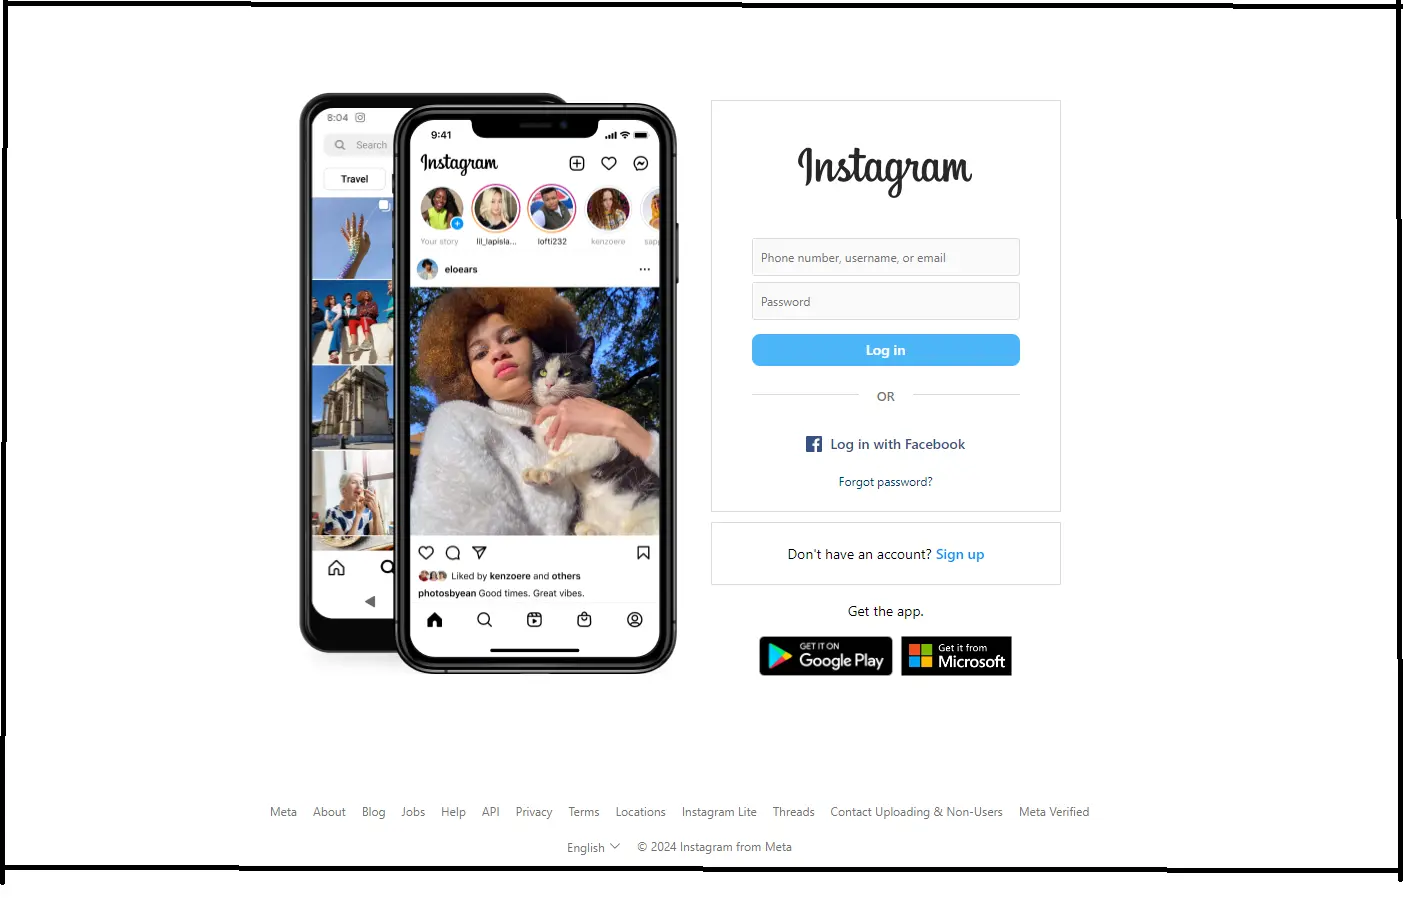 8:04
Search
Travel
9:41
Instagram
Your story
lil_lapisla...
lofti232
kenzoere
sapp
eloears
Liked by kenzoere and others
photosbyean Good times. Great vibes.
Instagram
Phone number, username, or email
Password
Log in
OR
Log in with Facebook
Forgot password?
Don't have an account? Sign up
Get the app.
GET IT ON
Google Play
Get it from
Microsoft
Meta About Blog Jobs Help API Privacy Terms Locations Instagram Lite Threads Contact Uploading & Non-Users Meta Verified
English © 2024 Instagram from Meta